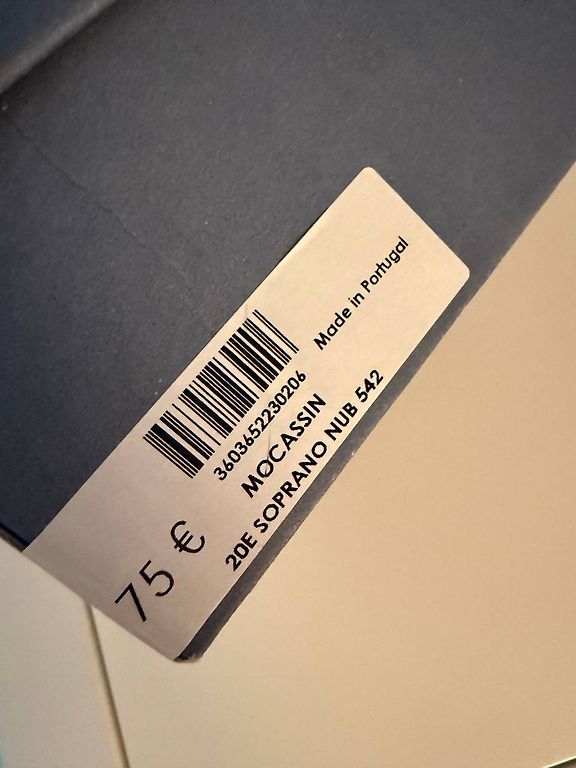 Made in Portugal
3603652230206
MOCASSIN
20E SOPRANO NUB 542
75 €